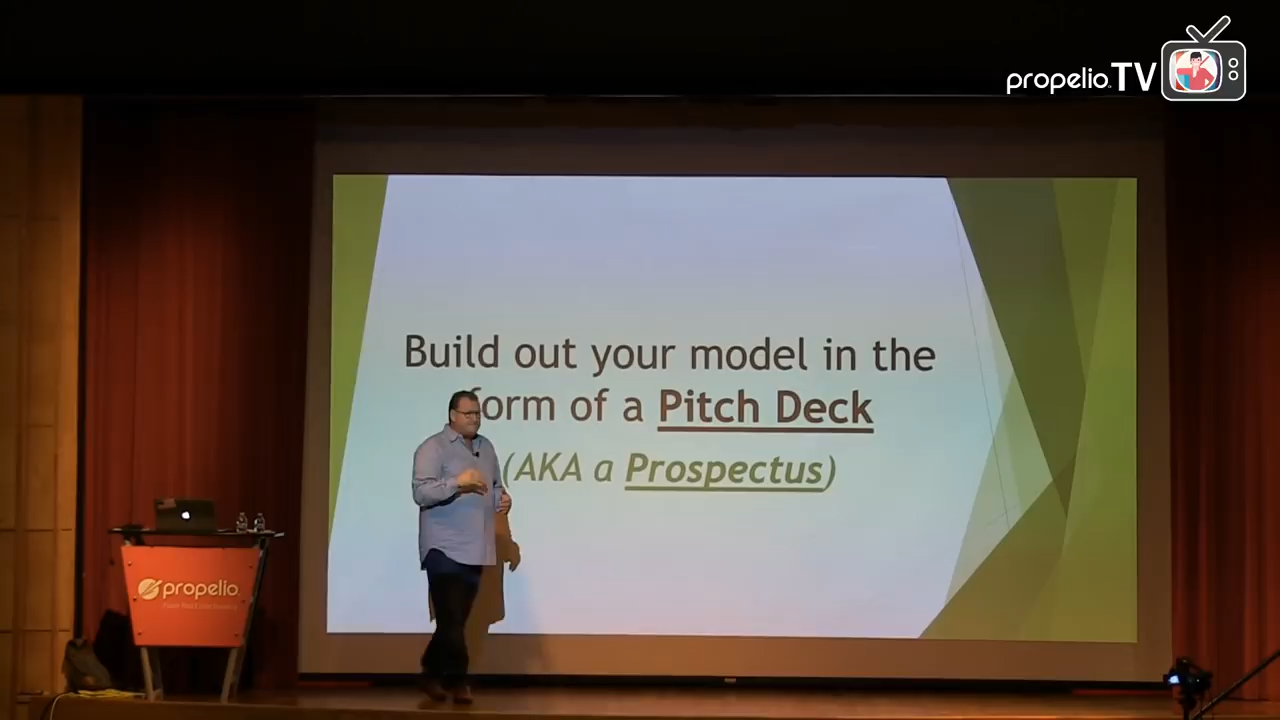 propelio TV
Build out your model in the
form of a Pitch Deck
(AKA a Prospectus)
propelio